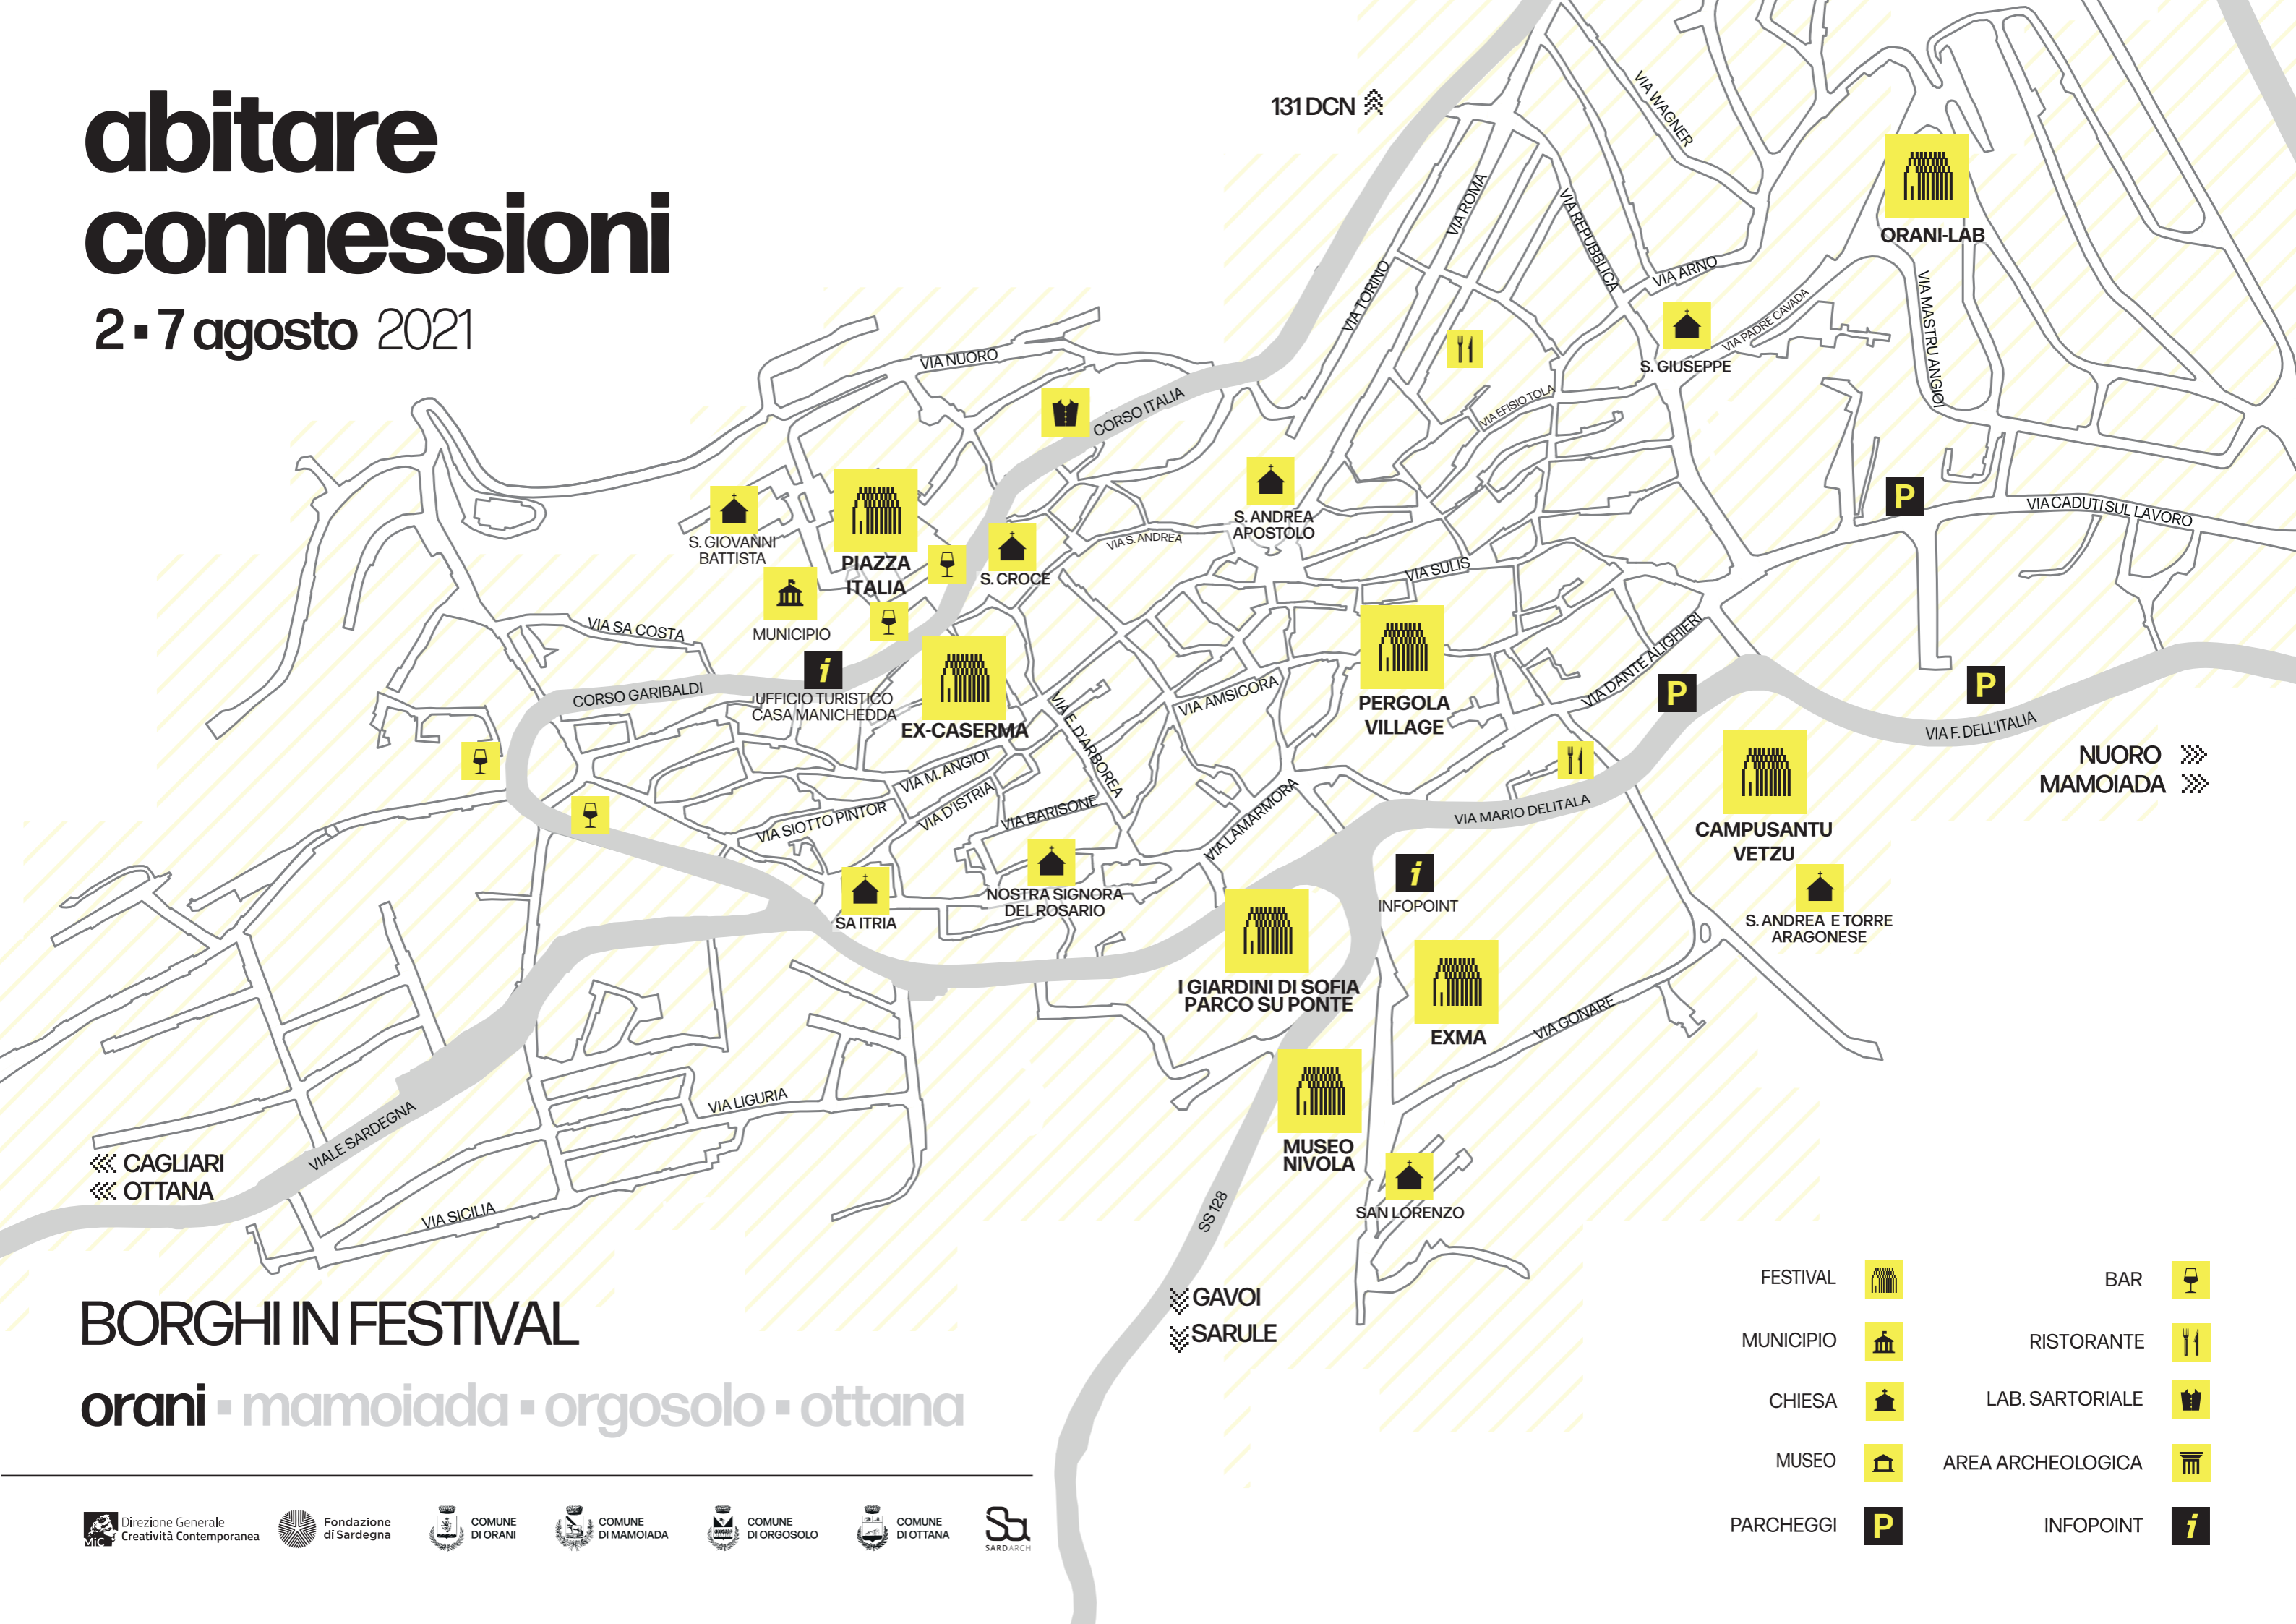 abitare
connessioni
2 ▪ 7 agosto 2021
131 DCN
VIA WAGNER
VIA ROMA
VIA REPUBBLICA
VIA TORINO
VIA ARNO
ORANI-LAB
VIA MASTRU ANGIOI
VIA PADRE CAVADA
S. GIUSEPPE
VIA EFISIO TOLA
VIA NUORO
CORSO ITALIA
S. GIOVANNI
BATTISTA
PIAZZA
ITALIA
S. CROCE
VIA S. ANDREA
S. ANDREA
APOSTOLO
VIA SULIS
P
VIA CADUTI SUL LAVORO
MUNICIPIO
VIA SA COSTA
CORSO GARIBALDI
i
UFFICIO TURISTICO
CASA MANICHEDDA
EX-CASERMA
VIA E. D'ARBOREA
VIA AMSICORA
PERGOLA
VILLAGE
VIA DANTE ALIGHIERI
P
P
VIA F. DELL'ITALIA
NUORO
MAMOIADA
VIA M. ANGIOI
VIA D'ISTRIA
VIA SIOTTO PINTOR
VIA BARISONE
VIA LAMARMORA
VIA MARIO DELITALA
CAMPUSANTU
VETZU
S. ANDREA E TORRE
ARAGONESE
SA ITRIA
NOSTRA SIGNORA
DEL ROSARIO
i
INFOPOINT
I GIARDINI DI SOFIA
PARCO SU PONTE
EXMA
VIA GONARE
MUSEO
NIVOLA
SAN LORENZO
SS 128
VIA LIGURIA
VIALE SARDEGNA
VIA SICILIA
CAGLIARI
OTTANA
GAVOI
SARULE
BORGHI IN FESTIVAL
orani ▪ mamoiada ▪ orgosolo ▪ ottana
MiC
Direzione Generale
Creatività Contemporanea
Fondazione
di Sardegna
COMUNE
DI ORANI
COMUNE
DI MAMOIADA
COMUNE
DI ORGOSOLO
COMUNE
DI OTTANA
Sa
SARDARCH
FESTIVAL
MUNICIPIO
CHIESA
MUSEO
PARCHEGGI P
BAR
RISTORANTE
LAB. SARTORIALE
AREA ARCHEOLOGICA
INFOPOINT i